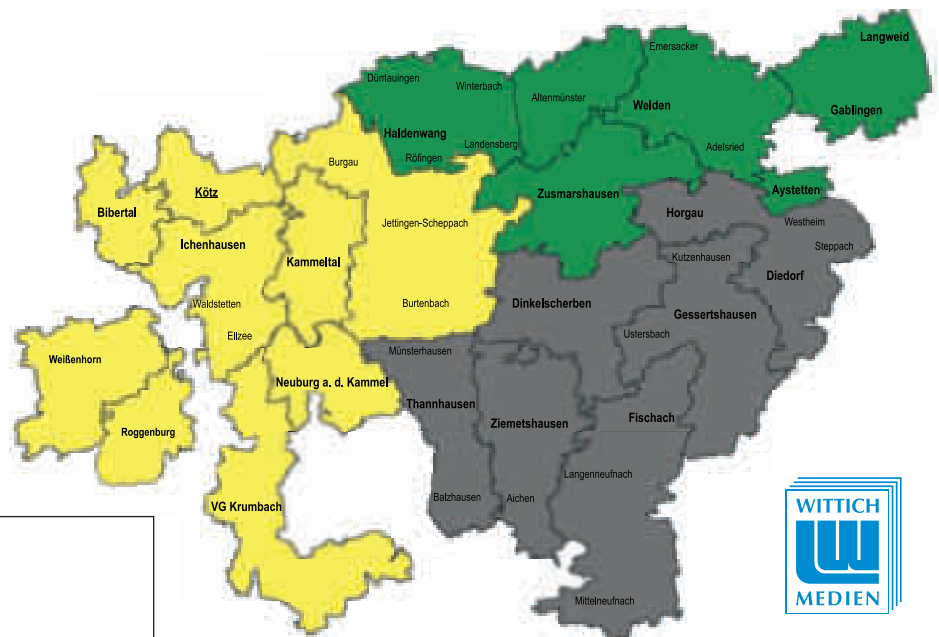 Langweid
Emersacker
Dürrlauingen
Winterbach
Altenmünster
Welden
Gablingen
Haldenwang
Landensberg
Adelsried
Burgau
Röfingen
Kötz
Zusmarshausen
Aystetten
Bibertal
Horgau
Jettingen-Scheppach
Westheim
Ichenhausen
Steppach
Kammeltal
Kutzenhausen
Diedorf
Waldstetten
Burtenbach
Dinkelscherben
Gessertshausen
Ellzee
Ustersbach
Weißenhorn
Münsterhausen
Neuburg a. d. Kammel
Thannhausen
Fischach
Ziemetshausen
Roggenburg
Langenneufnach
Balzhausen
Aichen
VG Krumbach
Mittelneufnach
WITTICH
LW
MEDIEN